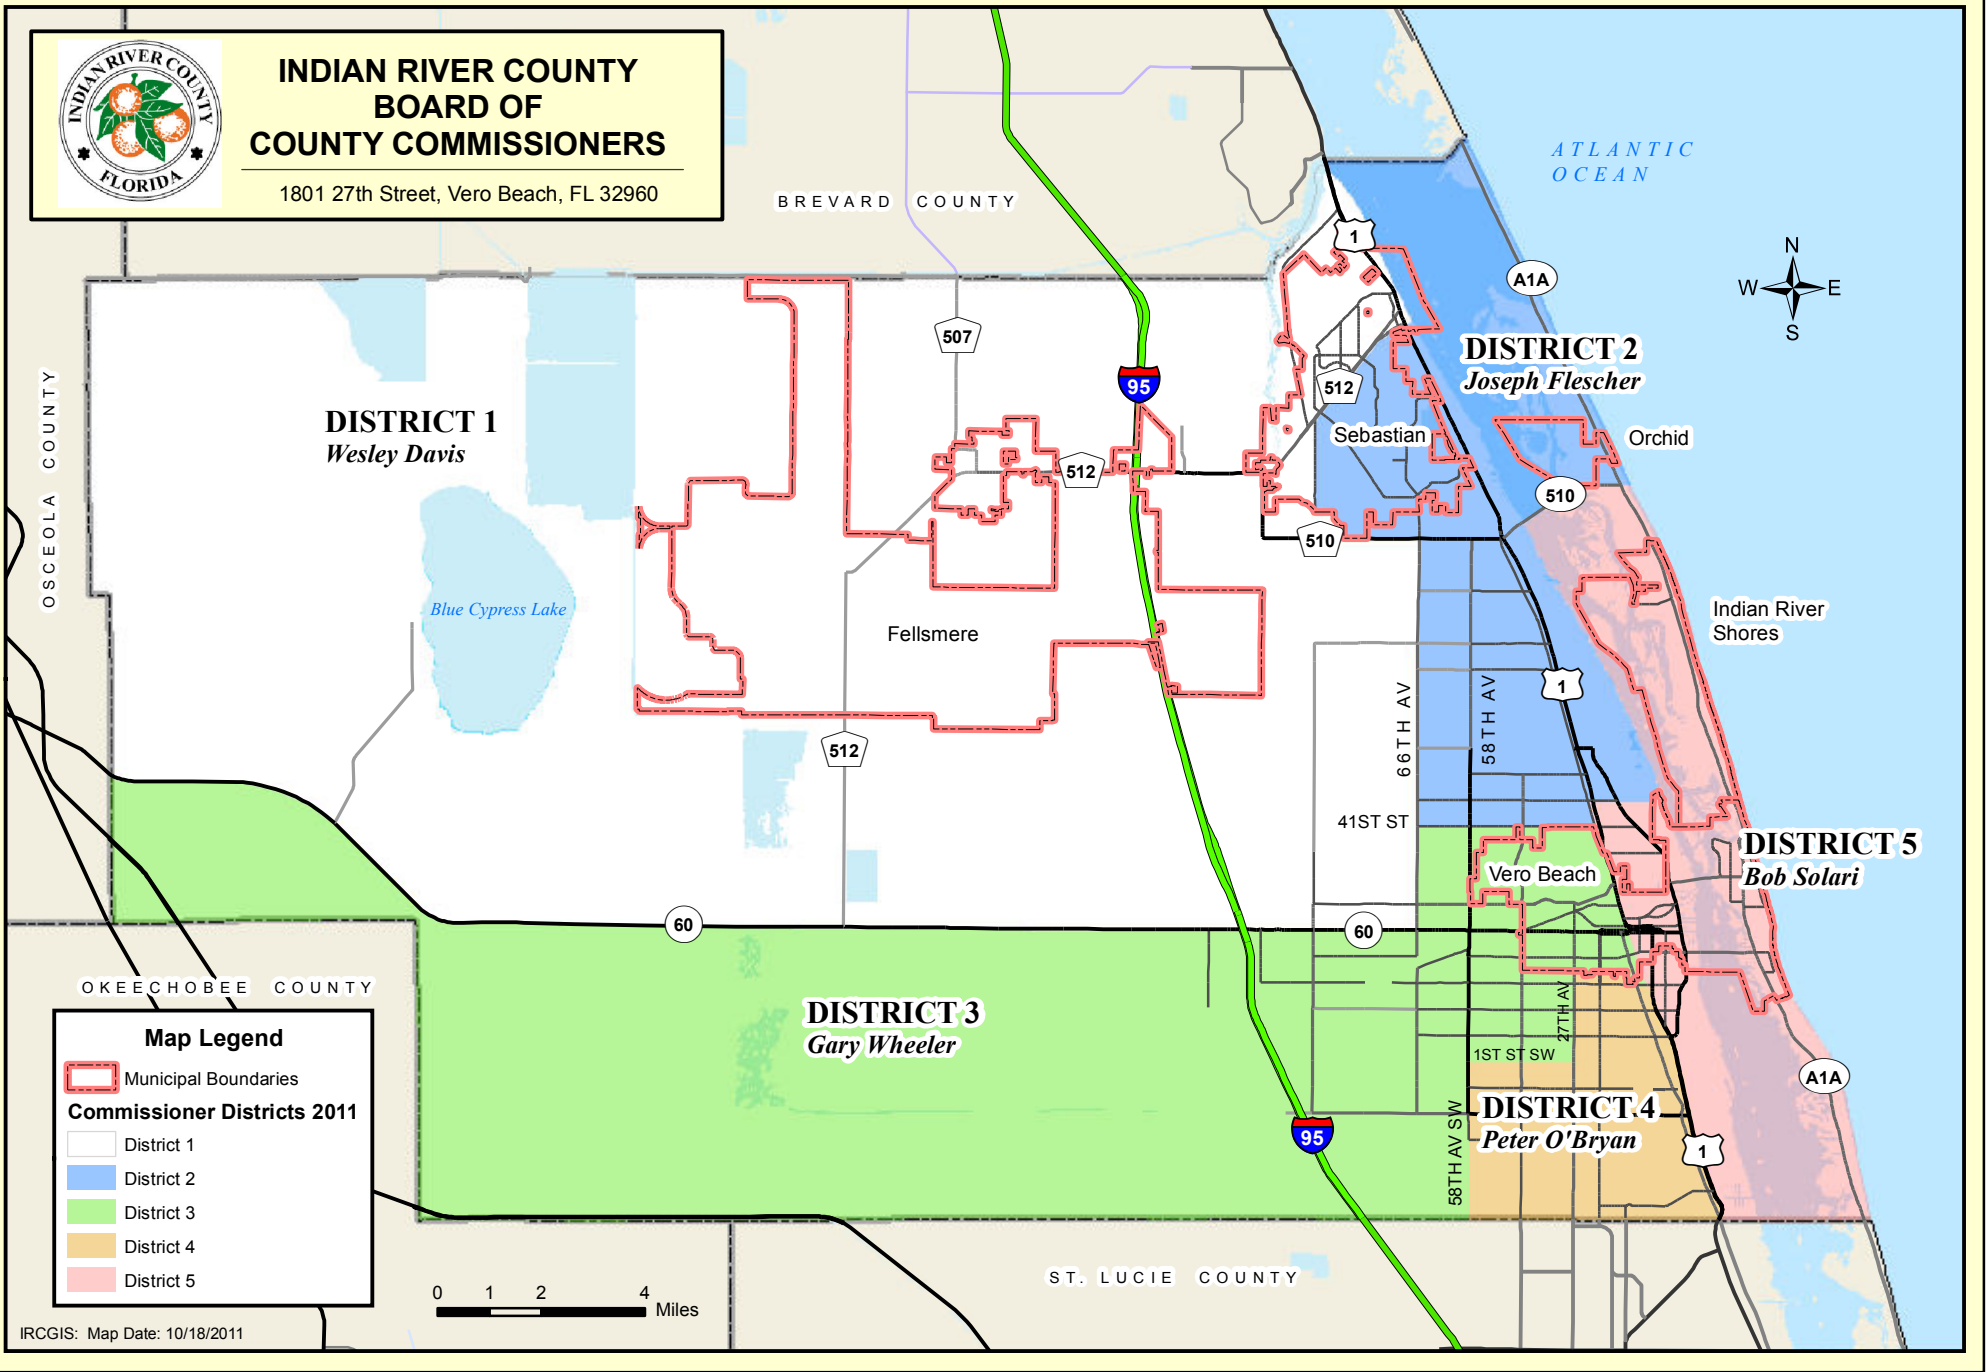 INDIAN RIVER COUNTY
FLORIDA
INDIAN RIVER COUNTY
BOARD OF
COUNTY COMMISSIONERS
1801 27th Street, Vero Beach, FL 32960
BREVARD COUNTY
ATLANTIC
OCEAN
N
W E
S
1
A1A
507
95
512
DISTRICT 2
Joseph Flescher
OSCEOLA COUNTY
DISTRICT 1
Wesley Davis
Sebastian
Orchid
512
510
510
Blue Cypress Lake
Fellsmere
Indian River
Shores
1
66TH AV
58TH AV
512
41ST ST
DISTRICT 5
Bob Solari
Vero Beach
60
60
OKEECHOBEE COUNTY
DISTRICT 3
Gary Wheeler
27TH AV
1ST ST SW
A1A
DISTRICT 4
Peter O'Bryan
58TH AV SW
95
1
Map Legend
Municipal Boundaries
Commissioner Districts 2011
District 1
District 2
District 3
District 4
District 5
ST. LUCIE COUNTY
0 1 2 4
Miles
IRCGIS: Map Date: 10/18/2011